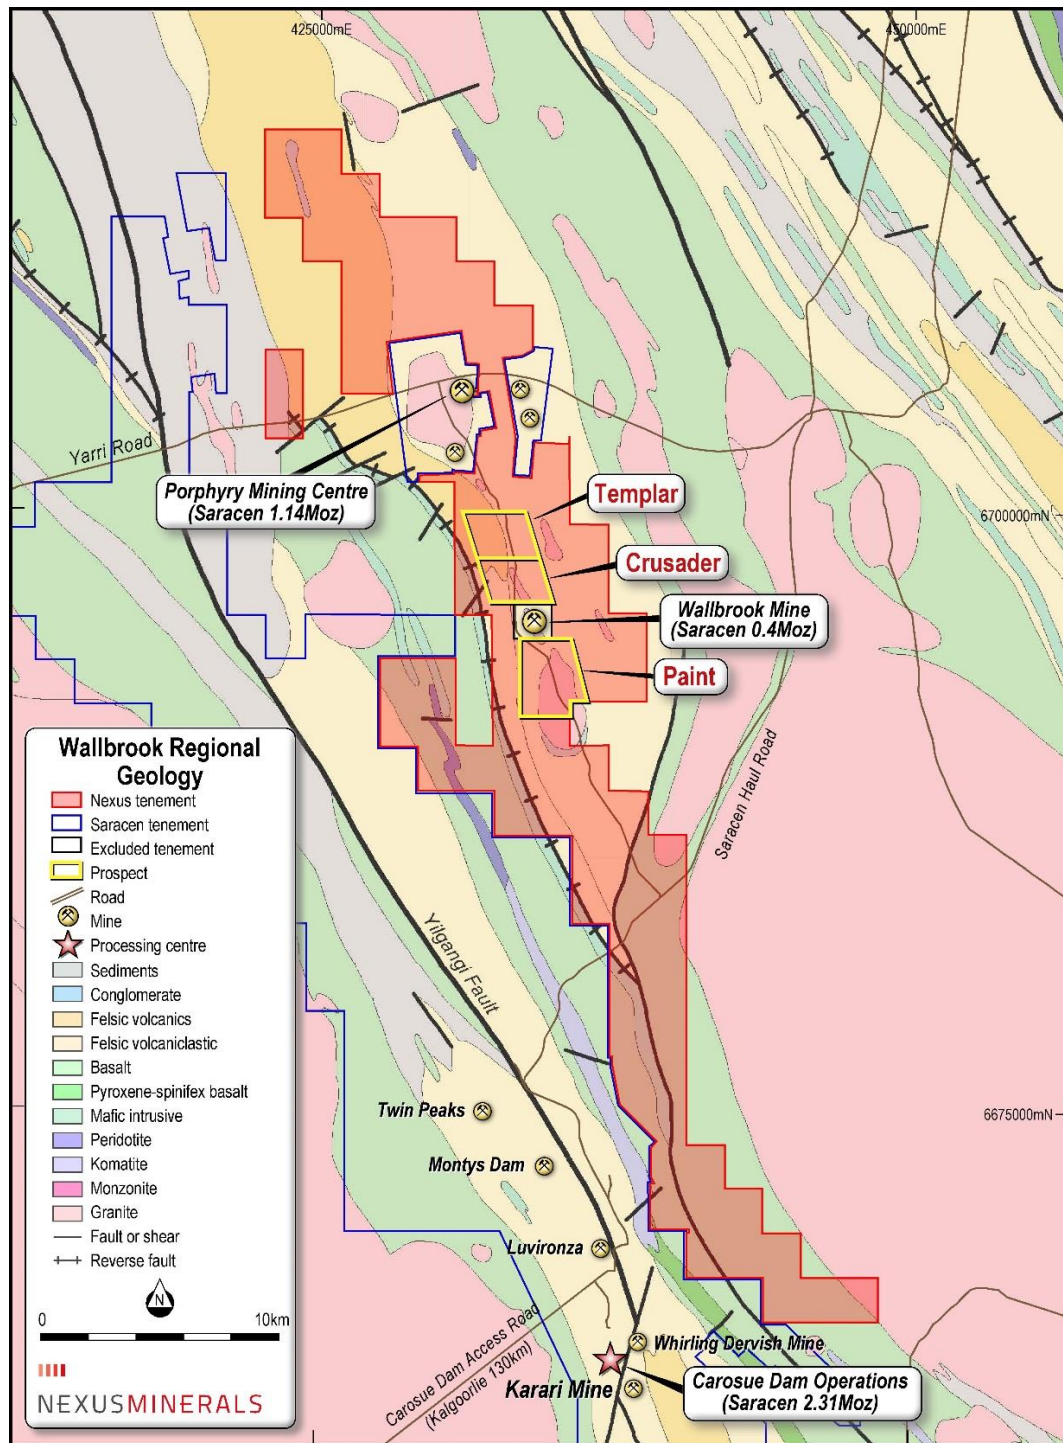 425000mE
450000mE
Yarri Road
Porphyry Mining Centre
(Saracen 1.14Moz)
Templar
6700000mN
Crusader
Wallbrook Mine
(Saracen 0.4Moz)
Paint
Saracen Haul Road
Yilgangi Fault
Wallbrook Regional
Geology
Nexus tenement
Saracen tenement
Excluded tenement
Prospect
Road
Mine
Processing centre
Sediments
Conglomerate
Felsic volcanics
Felsic volcaniclastic
Basalt
Pyroxene-spinifex basalt
Mafic intrusive
Peridotite
Komatite
Monzonite
Granite
Fault or shear
Reverse fault
N
0 10km
NEXUSMINERALS
6675000mN
Twin Peaks
Montys Dam
Luvironza
Carosue Dam Access Road
(Kalgoorlie 130km)
Whirling Dervish Mine
Karari Mine
Carosue Dam Operations
(Saracen 2.31Moz)